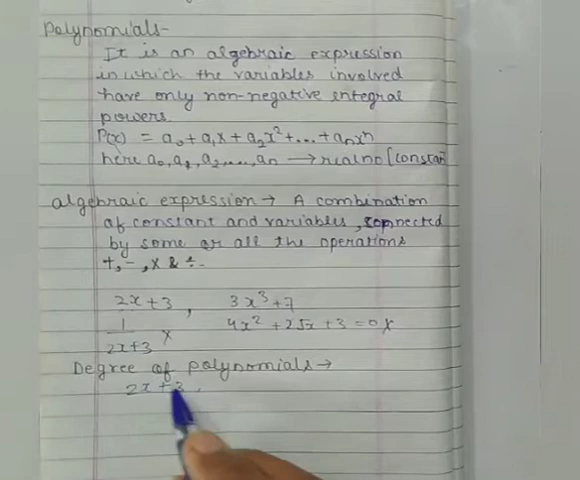 Polynomials-
It is an algebraic expression
in which the variables involved
have only non-negative integral
powers.
P(x) = a₀ + a₁x + a₂x² + ... + aₙxⁿ
here a₀, a₁, a₂, ..., aₙ → real no [constan
algebraic expression → A combination
of constant and variables, connected
by some or all the operations
+, -, × & ÷.
2x+3, 3x³+7
1/2x+3 × 4x²+2√x+3=0 ×
Degree of polynomials →
2x+3,